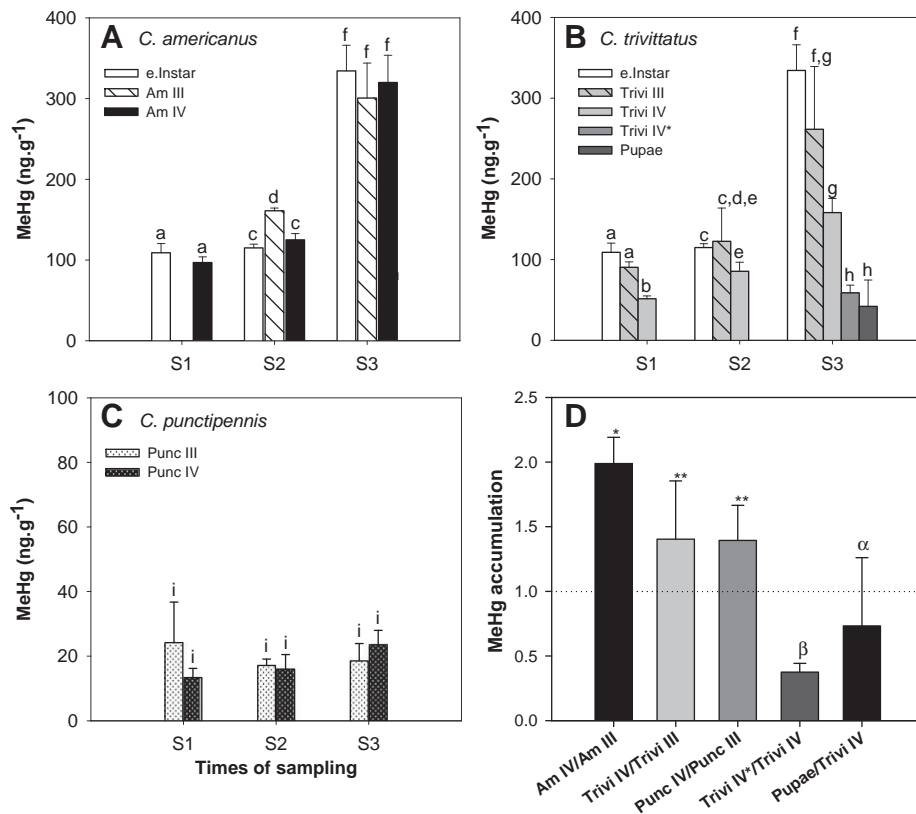 A C. americanus
e.Instar
Am III
Am IV
MeHg (ng.g-1)
400
300
200
100
0
a
a
c
d
c
f
f
f
S1 S2 S3
B C. trivittatus
e.Instar
Trivi III
Trivi IV
Trivi IV*
Pupae
MeHg (ng.g-1)
400
300
200
100
0
a
a
b
c
c,d,e
e
f
f,g
g
h
h
S1 S2 S3
C C. punctipennis
Punc III
Punc IV
MeHg (ng.g-1)
100
80
60
40
20
0
i
i
i
i
i
i
S1 S2 S3
Times of sampling
D
MeHg accumulation
2.5
2.0
1.5
1.0
0.5
0.0
*
**
**
β
α
Am IV/Am III
Trivi IV/Trivi III
Punc IV/Punc III
Trivi IV*/Trivi IV
Pupae/Trivi IV